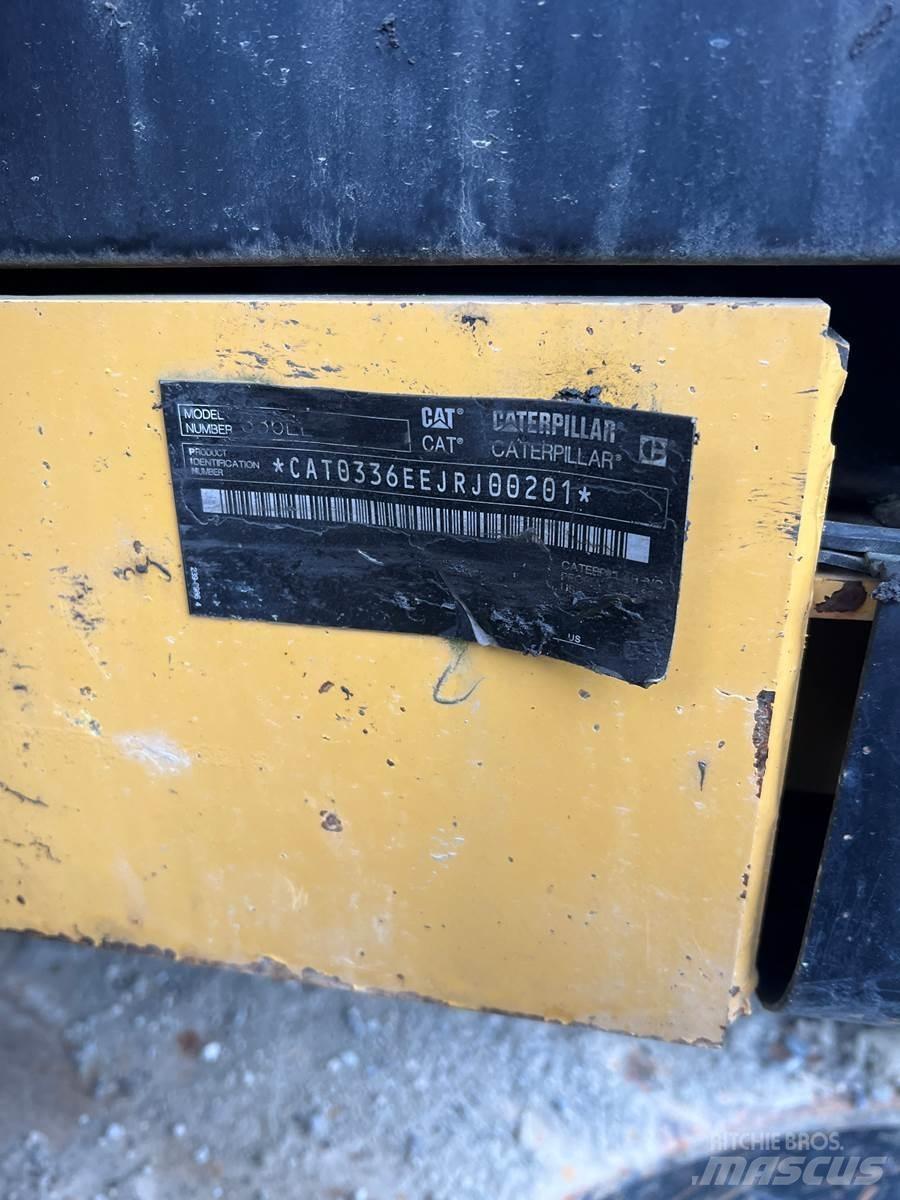 MODEL
NUMBER
CAT® CATERPILLAR®
CAT® CATERPILLAR®
PRODUCT
IDENTIFICATION
NUMBER
*CAT0336EEJRJ00201*
US
RITCHIE BROS.
MASCUS